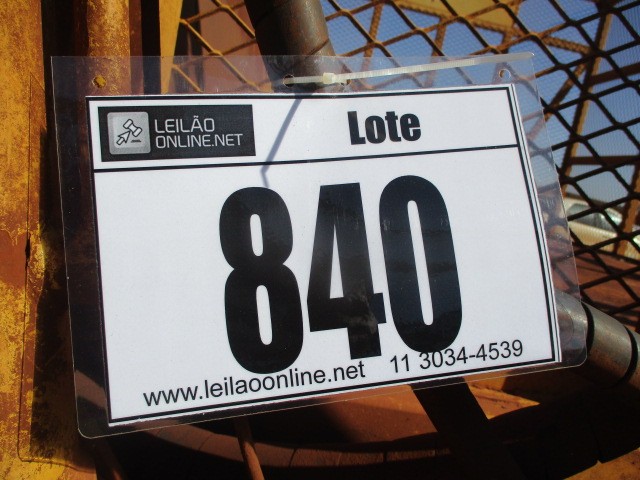 LEILÃO
ONLINE.NET
Lote
840
www.leilaoonline.net 11 3034-4539